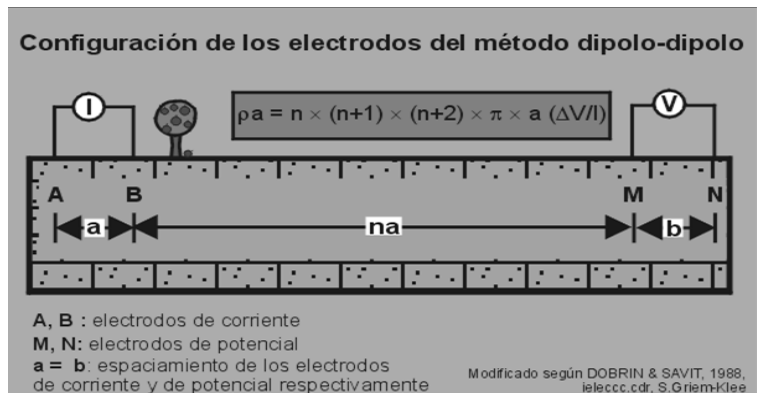 Configuración de los electrodos del método dipolo-dipolo
I
V
ρa = n × (n+1) × (n+2) × π × a (ΔV/I)
A B M N
a na b
A, B : electrodos de corriente
M, N: electrodos de potencial
a = b: espaciamiento de los electrodos
de corriente y de potencial respectivamente
Modificado según DOBRIN & SAVIT, 1988,
ieleccc.cdr, S.Griem-Klee